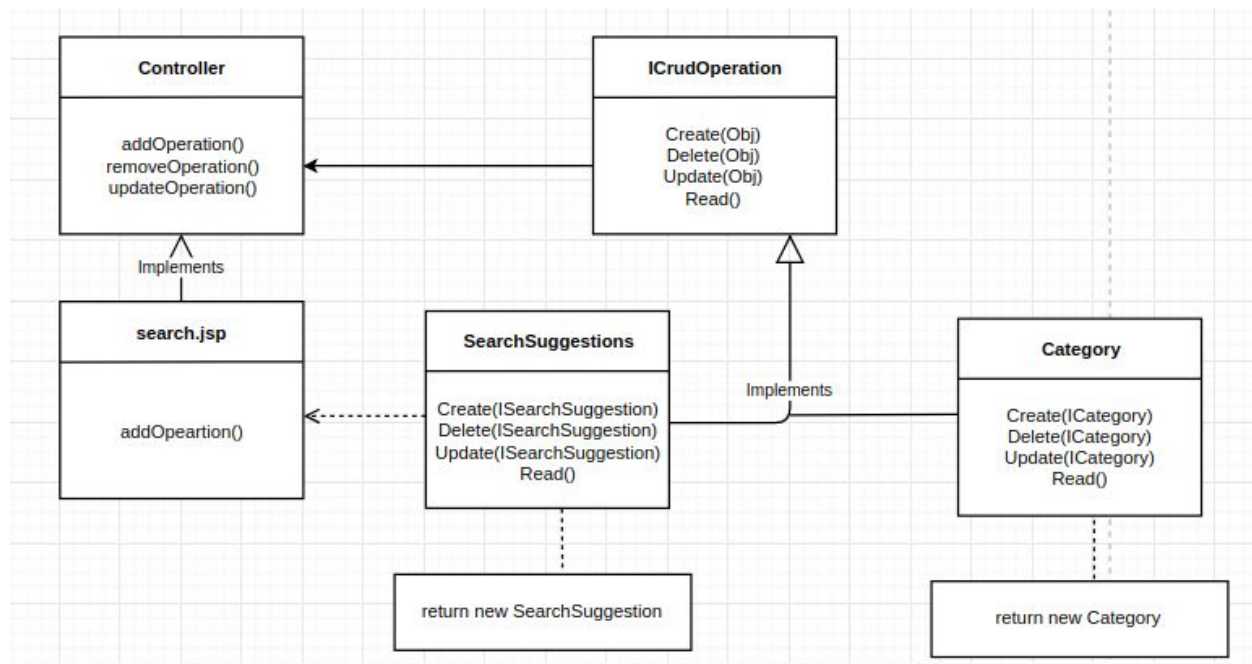 Controller
addOperation()
removeOperation()
updateOperation()
ICrudOperation
Create(Obj)
Delete(Obj)
Update(Obj)
Read()
Implements
search.jsp
addOpeartion()
SearchSuggestions
Create(ISearchSuggestion)
Delete(ISearchSuggestion)
Update(ISearchSuggestion)
Read()
Implements
Category
Create(ICategory)
Delete(ICategory)
Update(ICategory)
Read()
return new SearchSuggestion
return new Category